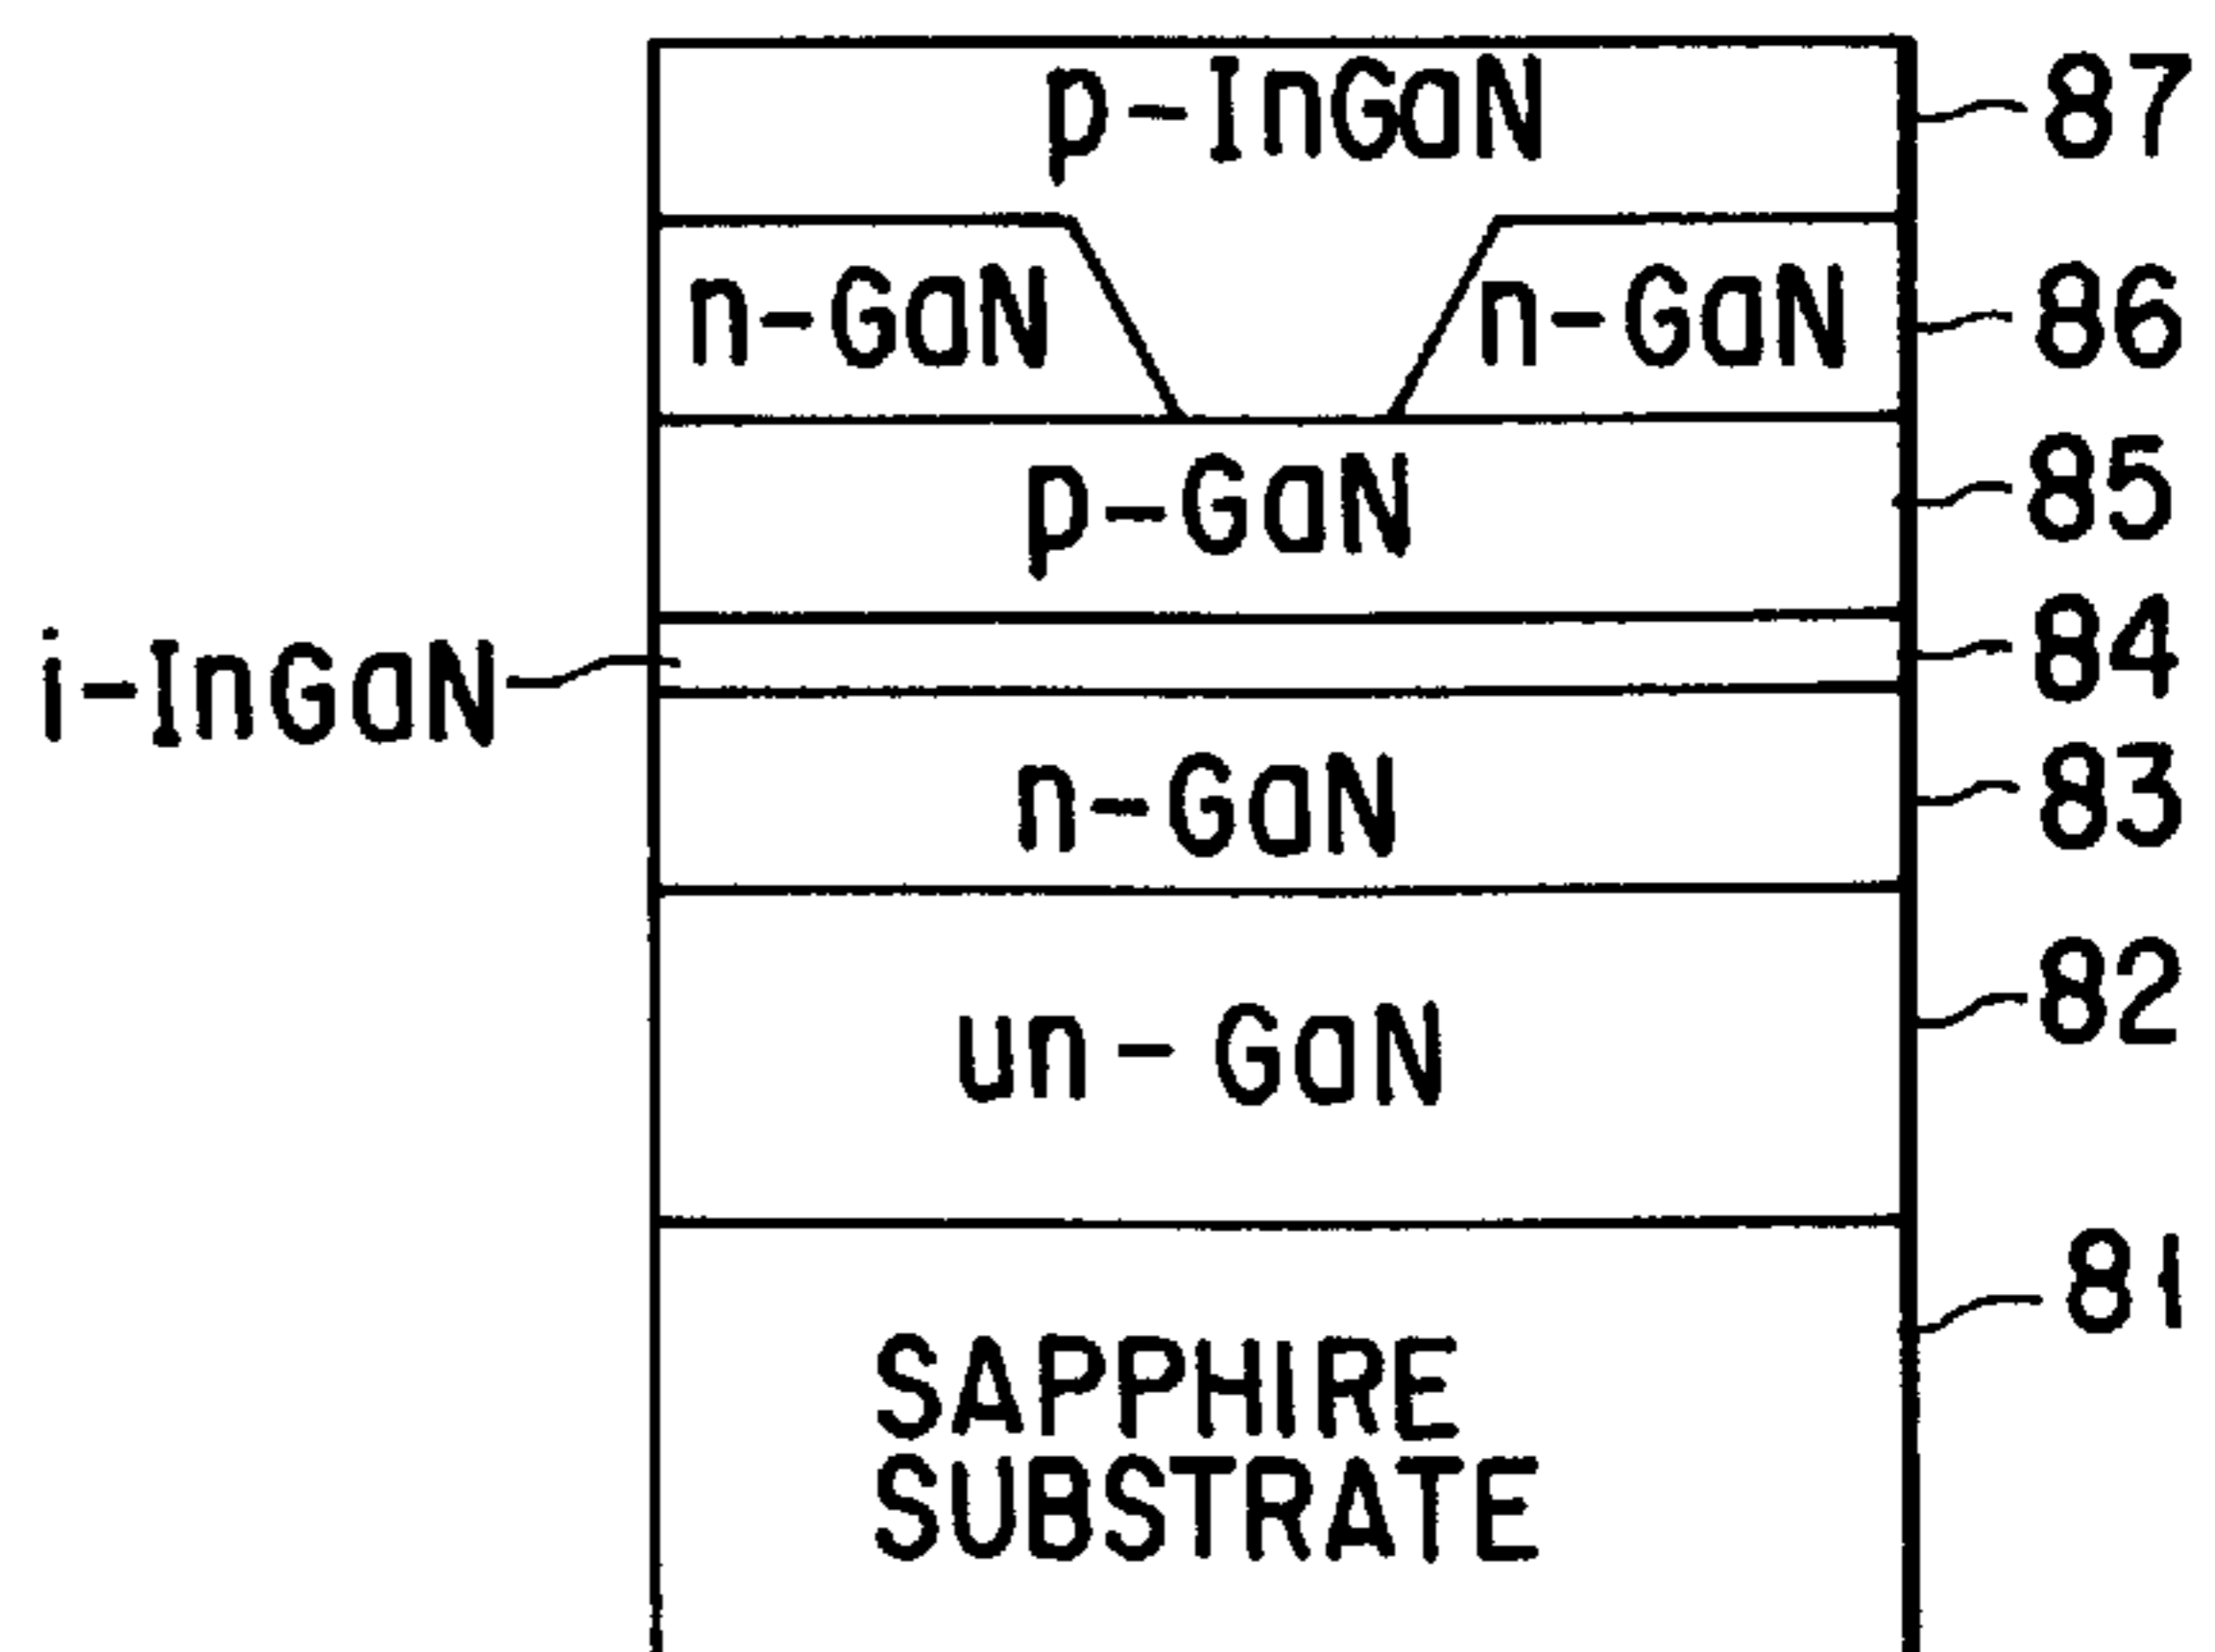 p-InGaN
87
n-GaN
n-GaN
86
p-GaN
85
i-InGaN
84
n-GaN
83
un-GaN
82
81
SAPPHIRE
SUBSTRATE